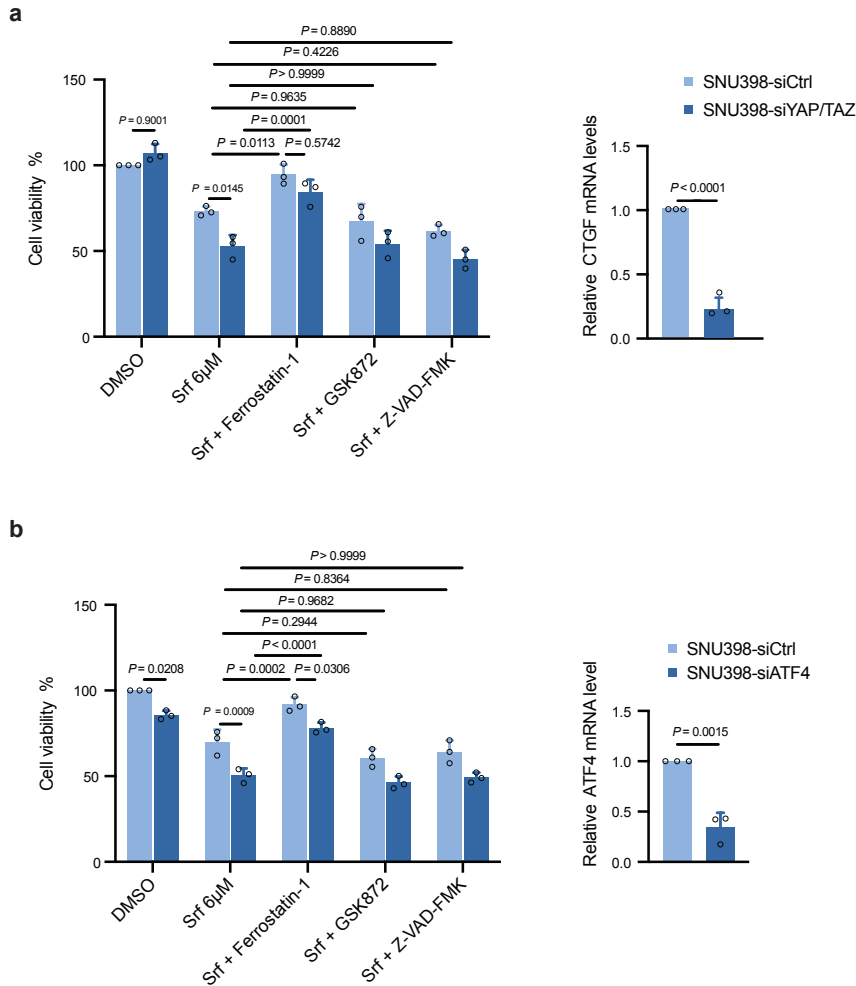 a
P = 0.8890
P = 0.4226
P > 0.9999
P = 0.9635
P = 0.9001
P = 0.0001
P = 0.0113
P = 0.5742
P = 0.0145
Cell viability %
150
100
50
0
DMSO
Srf 6µM
Srf + Ferrostatin-1
Srf + GSK872
Srf + Z-VAD-FMK
SNU398-siCtrl
SNU398-siYAP/TAZ
Relative CTGF mRNA levels
1.5
1.0
0.5
0.0
P < 0.0001
b
P > 0.9999
P = 0.8364
P = 0.9682
P = 0.2944
P < 0.0001
P = 0.0208
P = 0.0002
P = 0.0306
P = 0.0009
Cell viability %
150
100
50
0
DMSO
Srf 6µM
Srf + Ferrostatin-1
Srf + GSK872
Srf + Z-VAD-FMK
SNU398-siCtrl
SNU398-siATF4
Relative ATF4 mRNA level
1.5
1.0
0.5
0.0
P = 0.0015